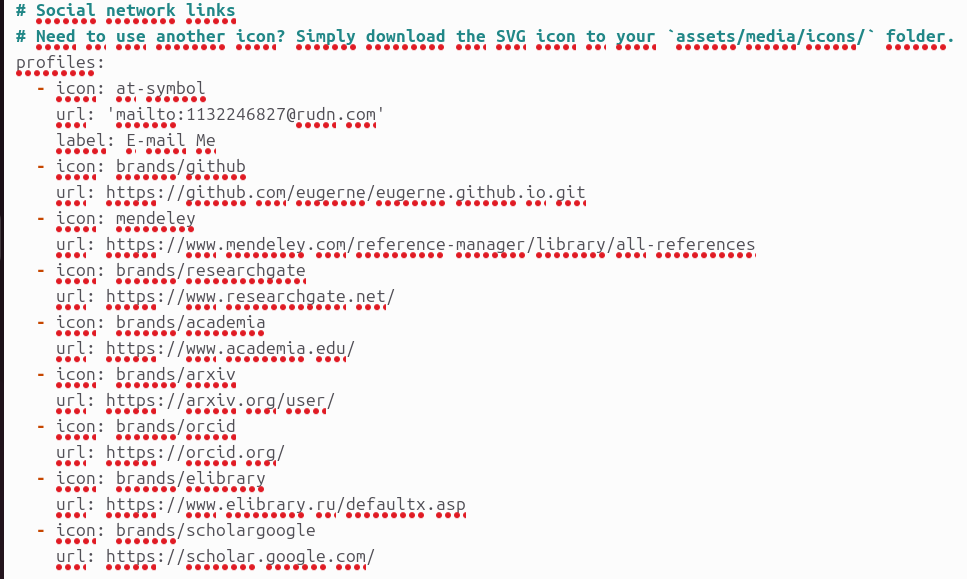 # Social network links
# Need to use another icon? Simply download the SVG icon to your `assets/media/icons/` folder.
profiles:
  - icon: at-symbol
    url: 'mailto:1132246827@rudn.com'
    label: E-mail Me
  - icon: brands/github
    url: https://github.com/eugerne/eugerne.github.io.git
  - icon: mendeley
    url: https://www.mendeley.com/reference-manager/library/all-references
  - icon: brands/researchgate
    url: https://www.researchgate.net/
  - icon: brands/academia
    url: https://www.academia.edu/
  - icon: brands/arxiv
    url: https://arxiv.org/user/
  - icon: brands/orcid
    url: https://orcid.org/
  - icon: brands/elibrary
    url: https://www.elibrary.ru/defaultx.asp
  - icon: brands/scholargoogle
    url: https://scholar.google.com/